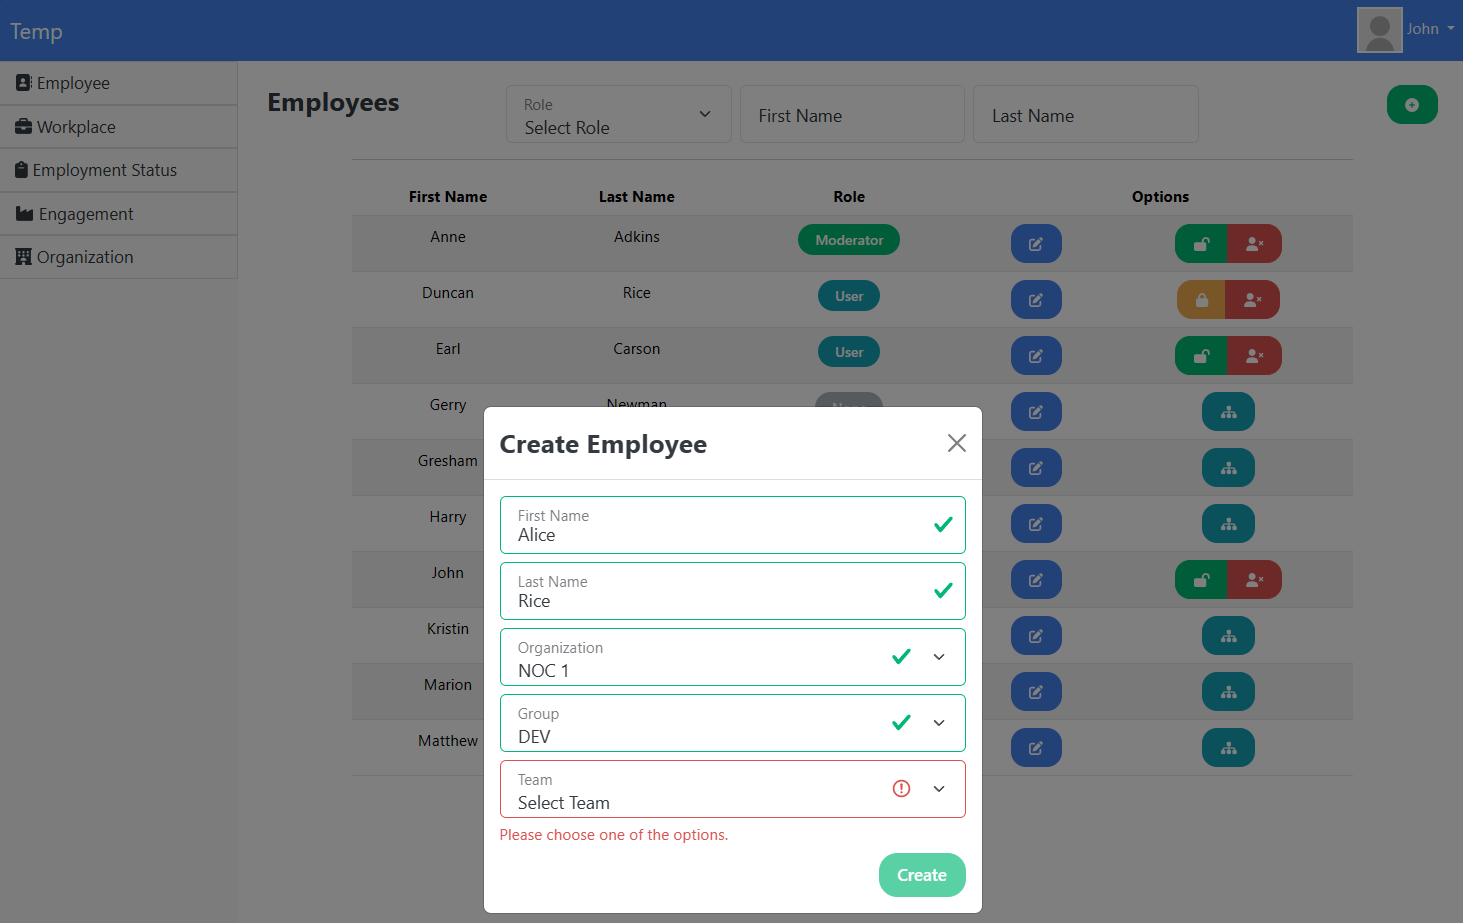 Temp
John
Employee
Workplace
Employment Status
Engagement
Organization
Employees
Role
Select Role
First Name
Last Name
First Name Last Name Role Options
Anne Adkins Moderator
Duncan Rice User
Earl Carson User
Gerry Newman
Gresham
Harry
John
Kristin
Marion
Matthew
Create Employee
First Name
Alice
Last Name
Rice
Organization
NOC 1
Group
DEV
Team
Select Team
Please choose one of the options.
Create